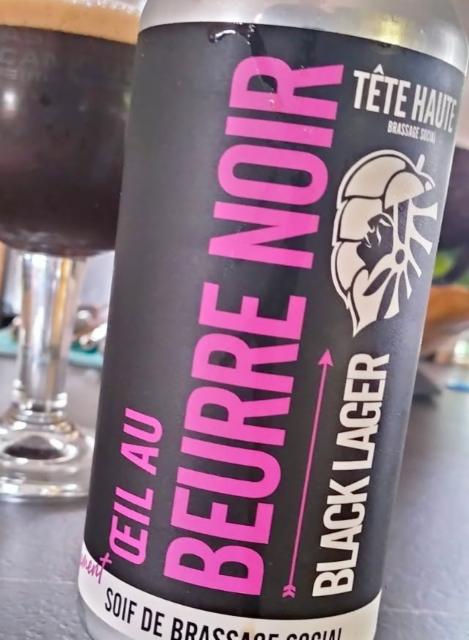 TÊTE HAUTE
BRASSAGE SOCIAL
ŒIL AU
BEURRE NOIR
BLACK LAGER
SOIF DE BRASSAGE SOCIAL